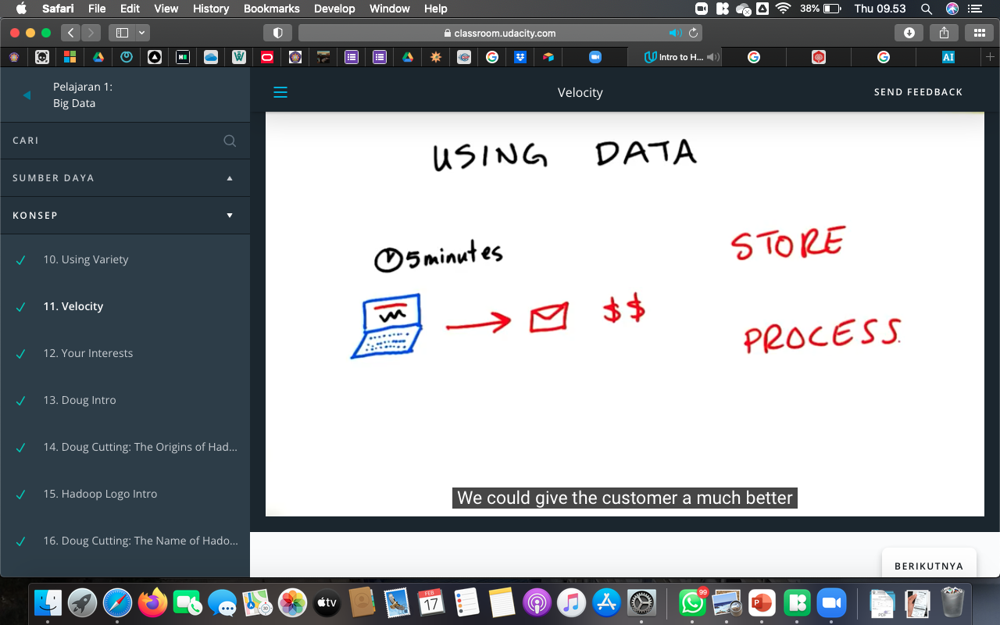 Safari File Edit View History Bookmarks Develop Window Help 38% Thu 09.53
classroom.udacity.com
Intro to H...
Pelajaran 1:
Big Data
Velocity
SEND FEEDBACK
CARI
SUMBER DAYA
KONSEP
10. Using Variety
11. Velocity
12. Your Interests
13. Doug Intro
14. Doug Cutting: The Origins of Had...
15. Hadoop Logo Intro
16. Doug Cutting: The Name of Hado...
USING DATA
5 minutes
STORE
$$
PROCESS.
We could give the customer a much better
BERIKUTNYA
tv
FEB
17
99